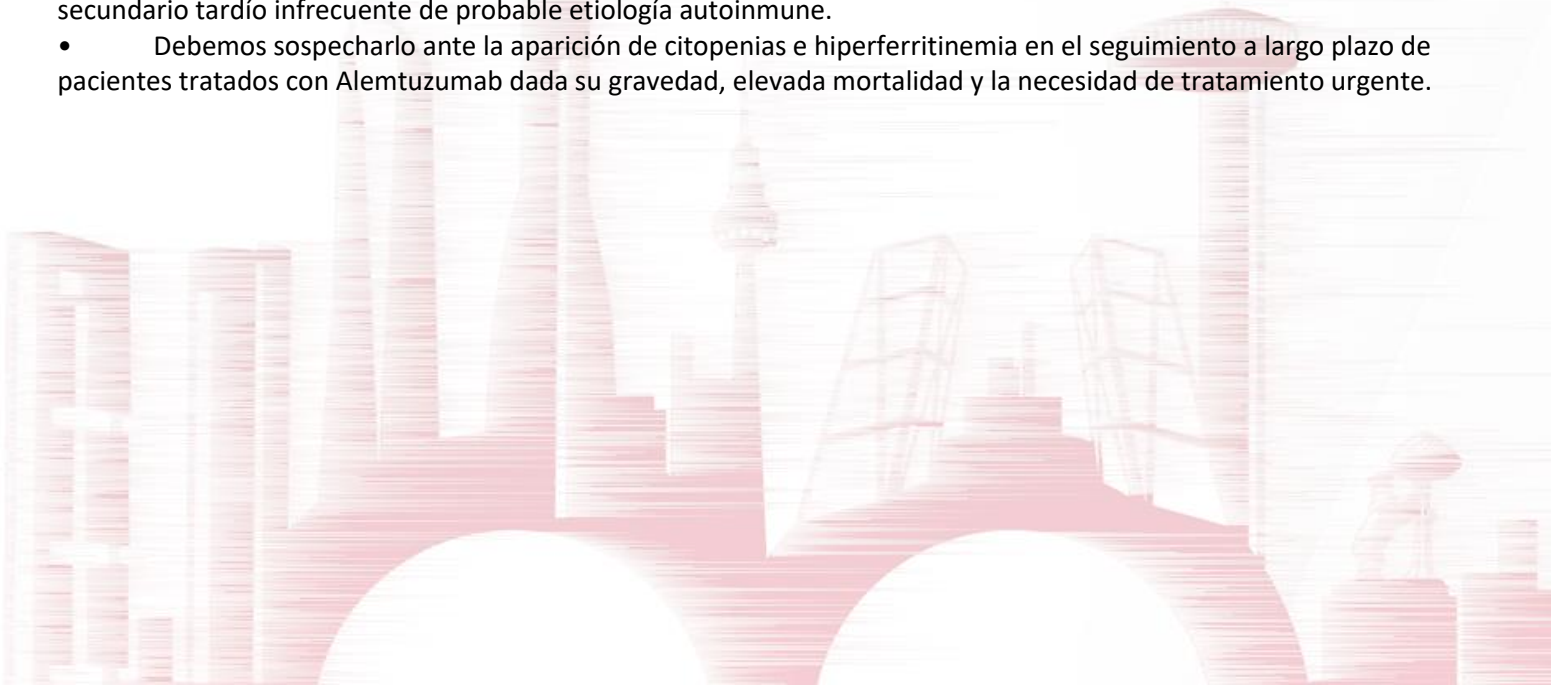 secundario tardío infrecuente de probable etiología autoinmune.
• Debemos sospecharlo ante la aparición de citopenias e hiperferritinemia en el seguimiento a largo plazo de
pacientes tratados con Alemtuzumab dada su gravedad, elevada mortalidad y la necesidad de tratamiento urgente.